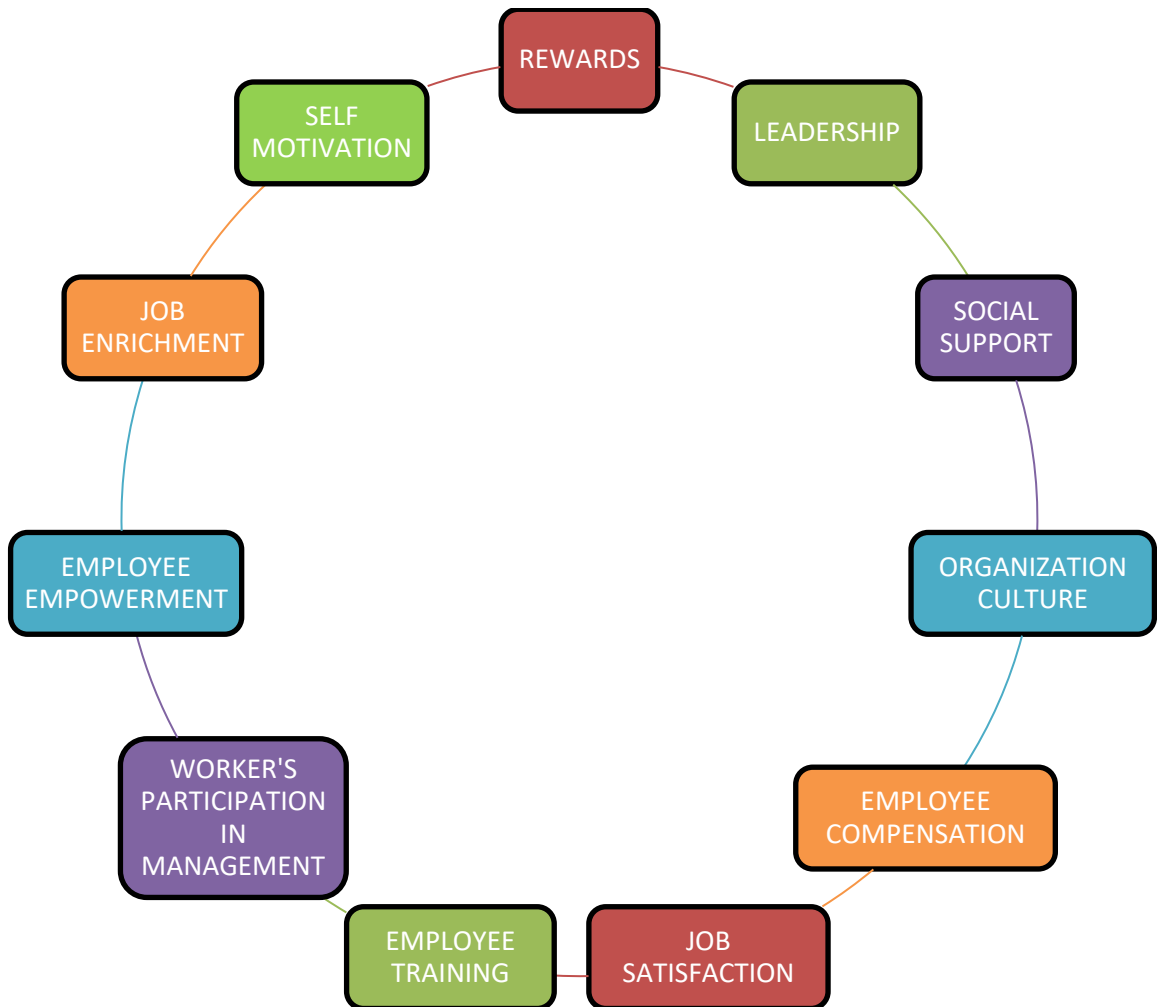 REWARDS
LEADERSHIP
SOCIAL
SUPPORT
ORGANIZATION
CULTURE
EMPLOYEE
COMPENSATION
JOB
SATISFACTION
EMPLOYEE
TRAINING
WORKER'S
PARTICIPATION
IN
MANAGEMENT
EMPLOYEE
EMPOWERMENT
JOB
ENRICHMENT
SELF
MOTIVATION